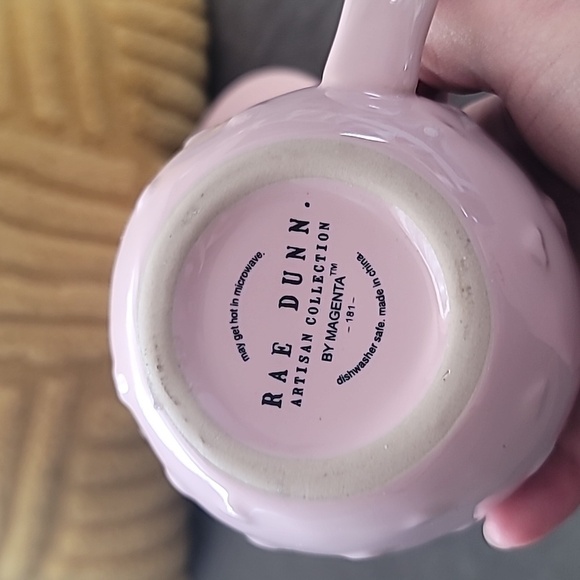 may get hot in microwave.
RAE DUNN.
ARTISAN COLLECTION
BY MAGENTA™
– 181 –
dishwasher safe. made in china